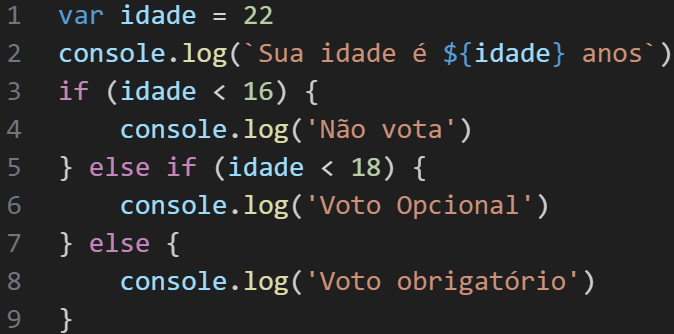 1 var idade = 22
2 console.log(`Sua idade é ${idade} anos`)
3 if (idade < 16) {
4     console.log('Não vota')
5 } else if (idade < 18) {
6     console.log('Voto Opcional')
7 } else {
8     console.log('Voto obrigatório')
9 }